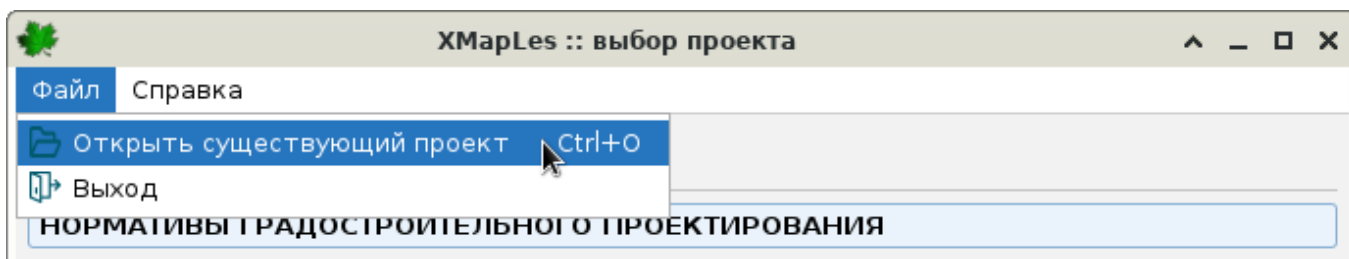 XMapLes :: выбор проекта
Файл Справка
Открыть существующий проект Ctrl+O
Выход
НОРМАТИВЫ ГРАДОСТРОИТЕЛЬНОГО ПРОЕКТИРОВАНИЯ